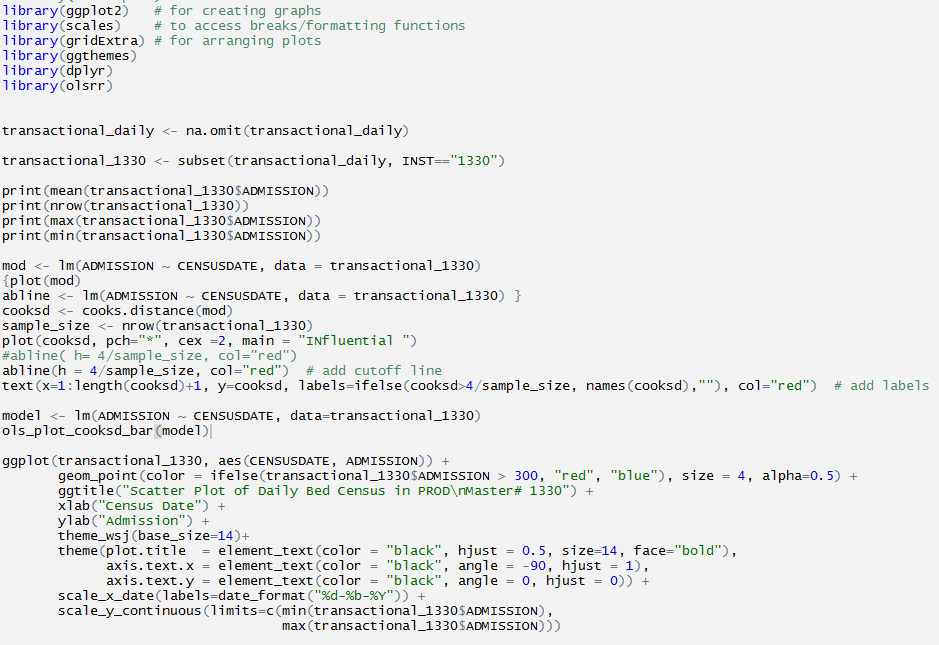 library(ggplot2)   # for creating graphs
library(scales)    # to access breaks/formatting functions
library(gridExtra) # for arranging plots
library(ggthemes)
library(dplyr)
library(olsrr)
transactional_daily <- na.omit(transactional_daily)
transactional_1330 <- subset(transactional_daily, INST=="1330")
print(mean(transactional_1330$ADMISSION))
print(nrow(transactional_1330))
print(max(transactional_1330$ADMISSION))
print(min(transactional_1330$ADMISSION))
mod <- lm(ADMISSION ~ CENSUSDATE, data = transactional_1330)
{plot(mod)
abline <- lm(ADMISSION ~ CENSUSDATE, data = transactional_1330) }
cooksd <- cooks.distance(mod)
sample_size <- nrow(transactional_1330)
plot(cooksd, pch="*", cex =2, main = "INfluential ")
#abline( h= 4/sample_size, col="red")
abline(h = 4/sample_size, col="red")  # add cutoff line
text(x=1:length(cooksd)+1, y=cooksd, labels=ifelse(cooksd>4/sample_size, names(cooksd),""), col="red")  # add labels
model <- lm(ADMISSION ~ CENSUSDATE, data=transactional_1330)
ols_plot_cooksd_bar(model)
ggplot(transactional_1330, aes(CENSUSDATE, ADMISSION)) +
       geom_point(color = ifelse(transactional_1330$ADMISSION > 300, "red", "blue"), size = 4, alpha=0.5) +
       ggtitle("Scatter Plot of Daily Bed Census in PROD\nMaster# 1330") +
       xlab("Census Date") +
       ylab("Admission") +
       theme_wsj(base_size=14)+
       theme(plot.title  = element_text(color = "black", hjust = 0.5, size=14, face="bold"),
             axis.text.x = element_text(color = "black", angle = -90, hjust = 1),
             axis.text.y = element_text(color = "black", angle = 0, hjust = 0)) +
       scale_x_date(labels=date_format("%d-%b-%Y")) +
       scale_y_continuous(limits=c(min(transactional_1330$ADMISSION),
                                   max(transactional_1330$ADMISSION)))